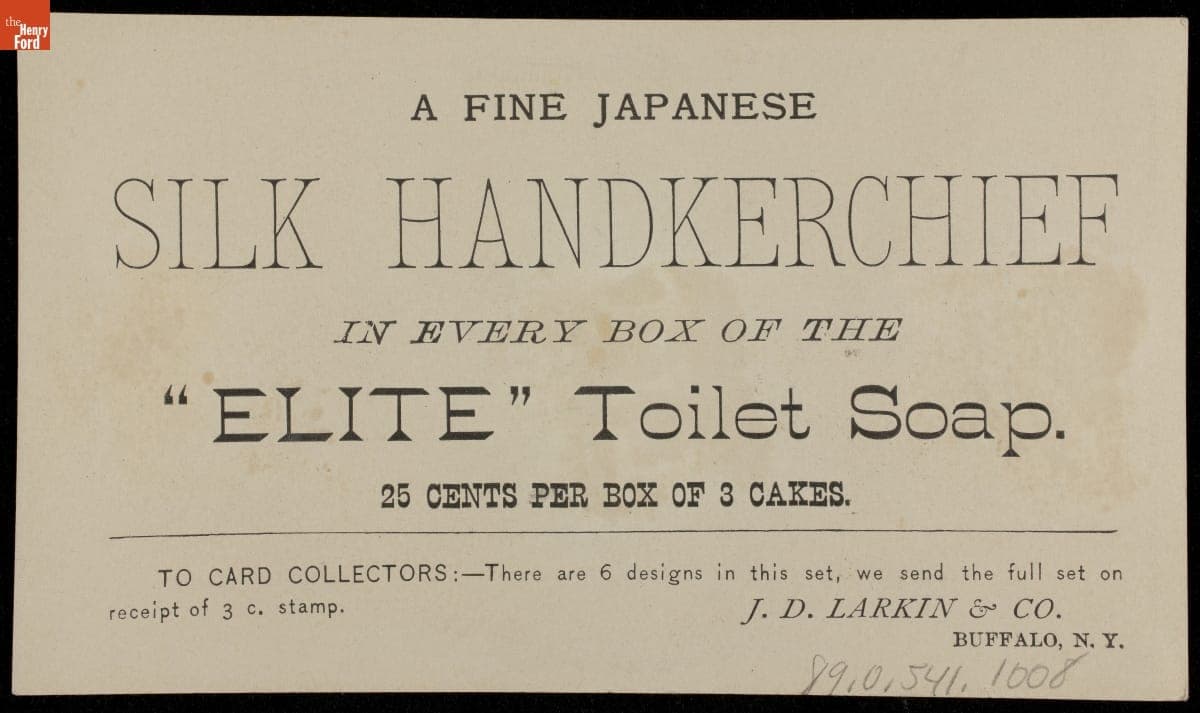 the
Henry
Ford
A FINE JAPANESE
SILK HANDKERCHIEF
IN EVERY BOX OF THE
“ELITE” Toilet Soap.
25 CENTS PER BOX OF 3 CAKES.
TO CARD COLLECTORS:—There are 6 designs in this set, we send the full set on
receipt of 3 c. stamp.
J. D. LARKIN & CO.
BUFFALO, N. Y.
89.0.541.1008